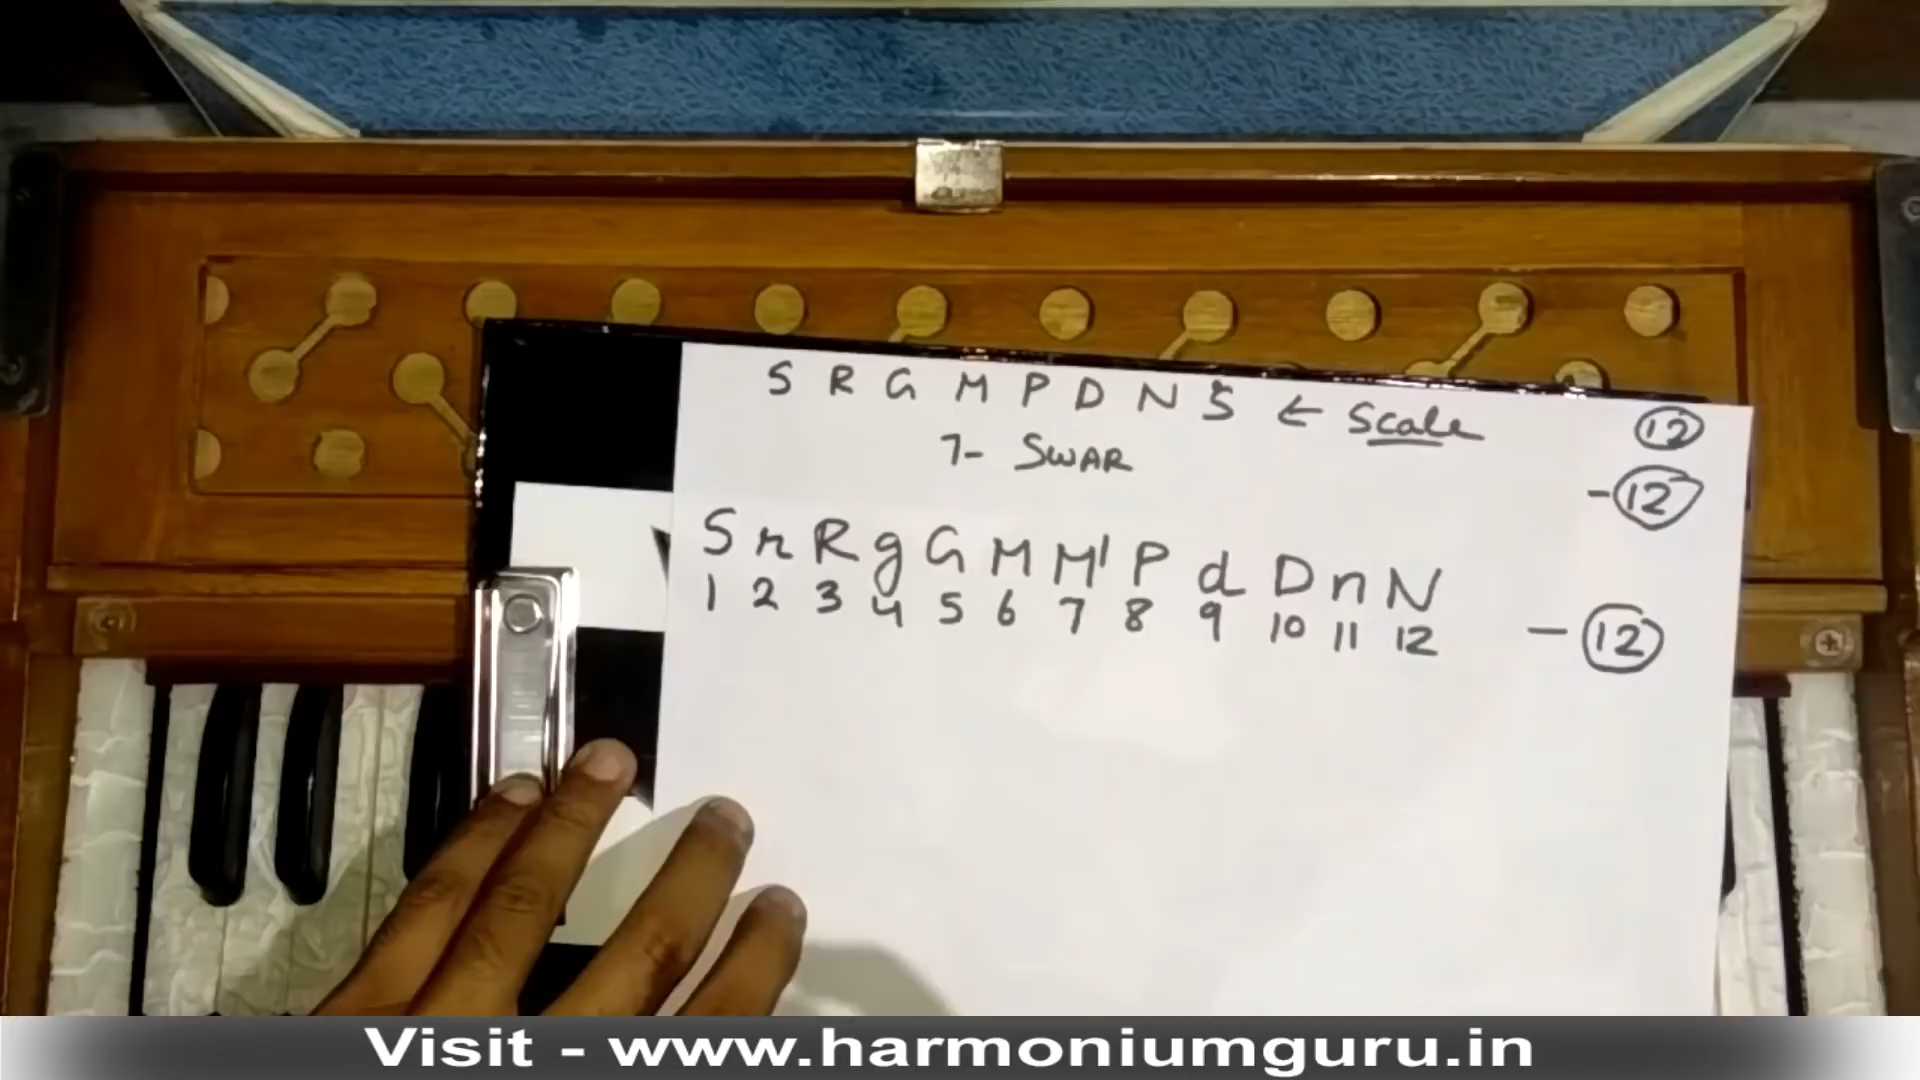 S R G M P D N Ṡ ← Scale
12
7- SWAR
-12
S r R g G M M' P d D n N
1 2 3 4 5 6 7 8 9 10 11 12 -12
Visit - www.harmoniumguru.in